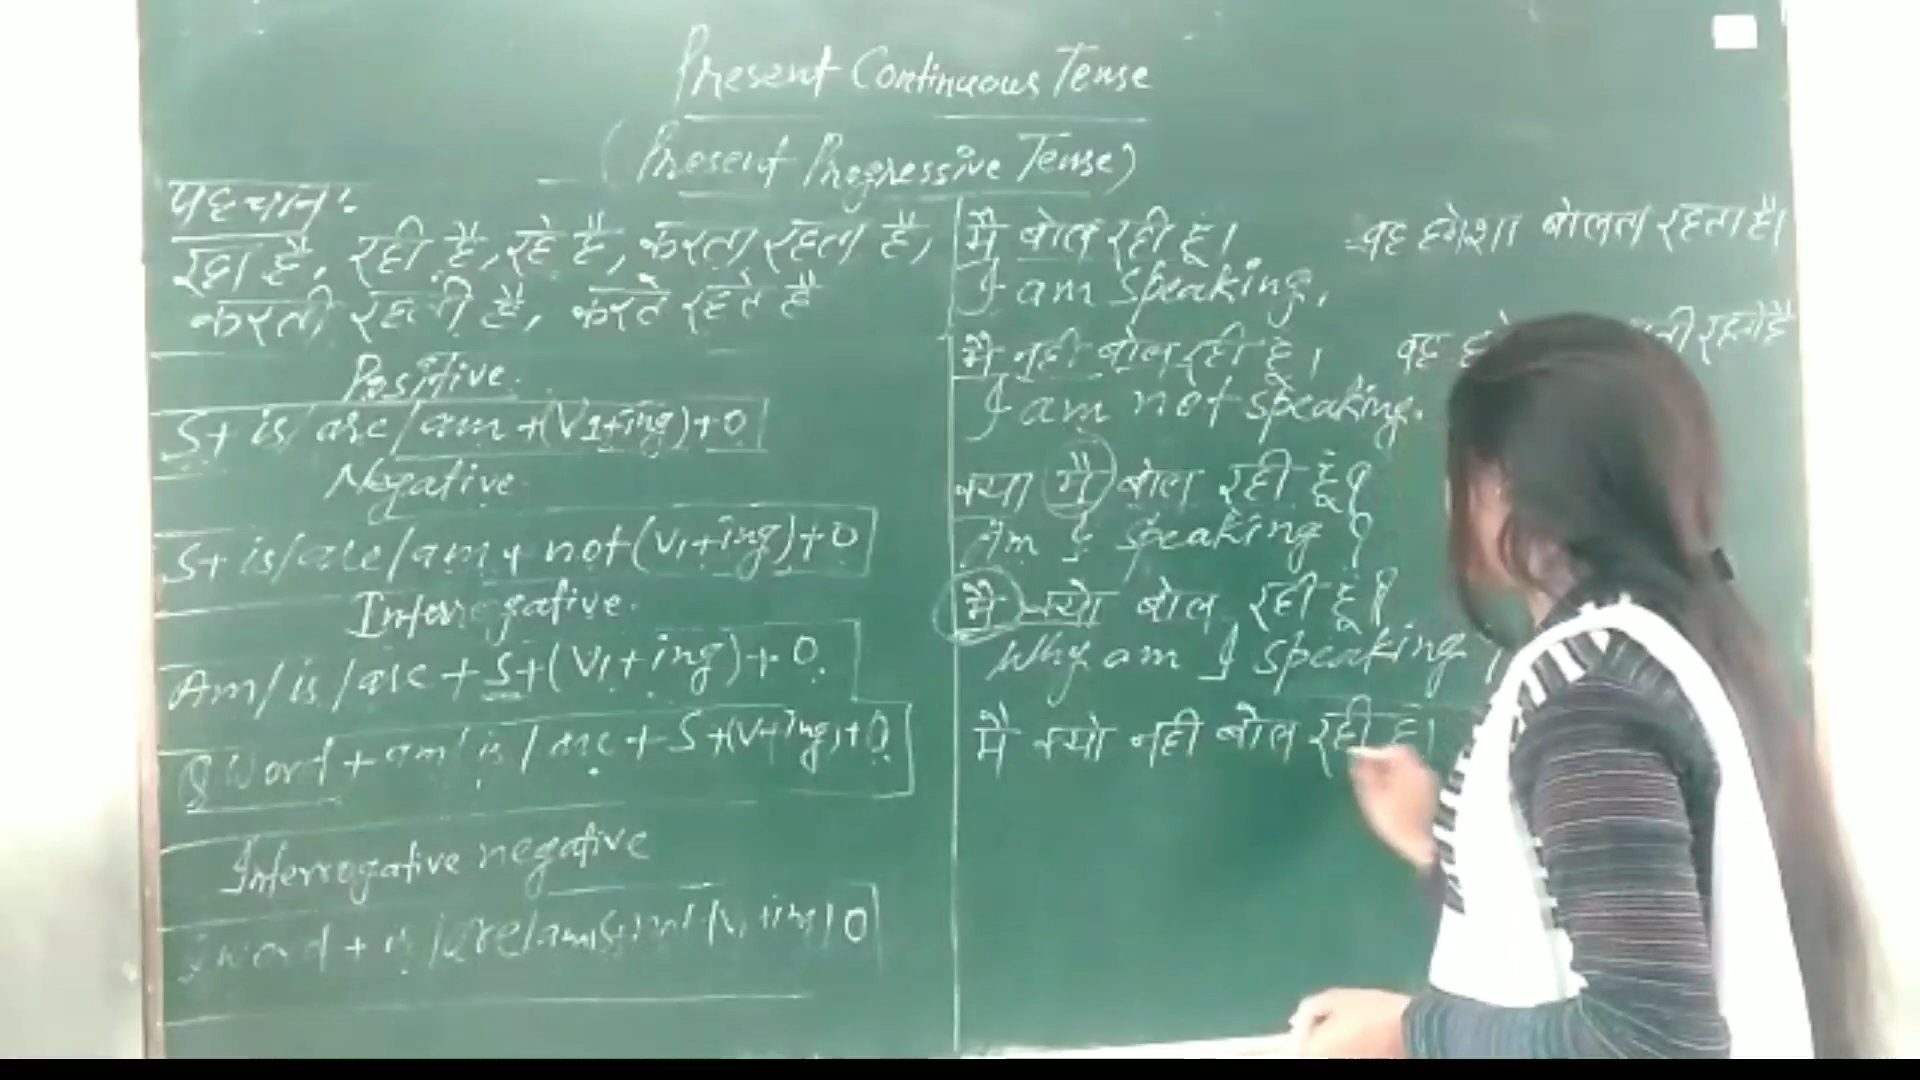 Present Continuous Tense
(Present Progressive Tense)
पहचान:-
रहा है, रही है, रहे है, करता रहता है,
करती रहती है, करते रहते है
Positive.
S+ is/are/am+(V1+ing)+O
Negative
S+ is/are/am+ not(V1+ing)+O
Interrogative.
Am/is/are+S+(V1+ing)+O.
Q Word+am/is/are+S+(V+ing)+O
Interrogative negative
word + is/are/am+S+not+(V1+ing)+O
मै बोल रही हूं।
I am speaking.
मै नही बोल रही हूं।
I am not speaking.
क्या मै बोल रही हूं?
Am I speaking?
मै क्यो बोल रही हूं?
Why am I speaking
मै क्यो नही बोल रही ह
वह हमेशा बोलता रहता है।
वह रहती है